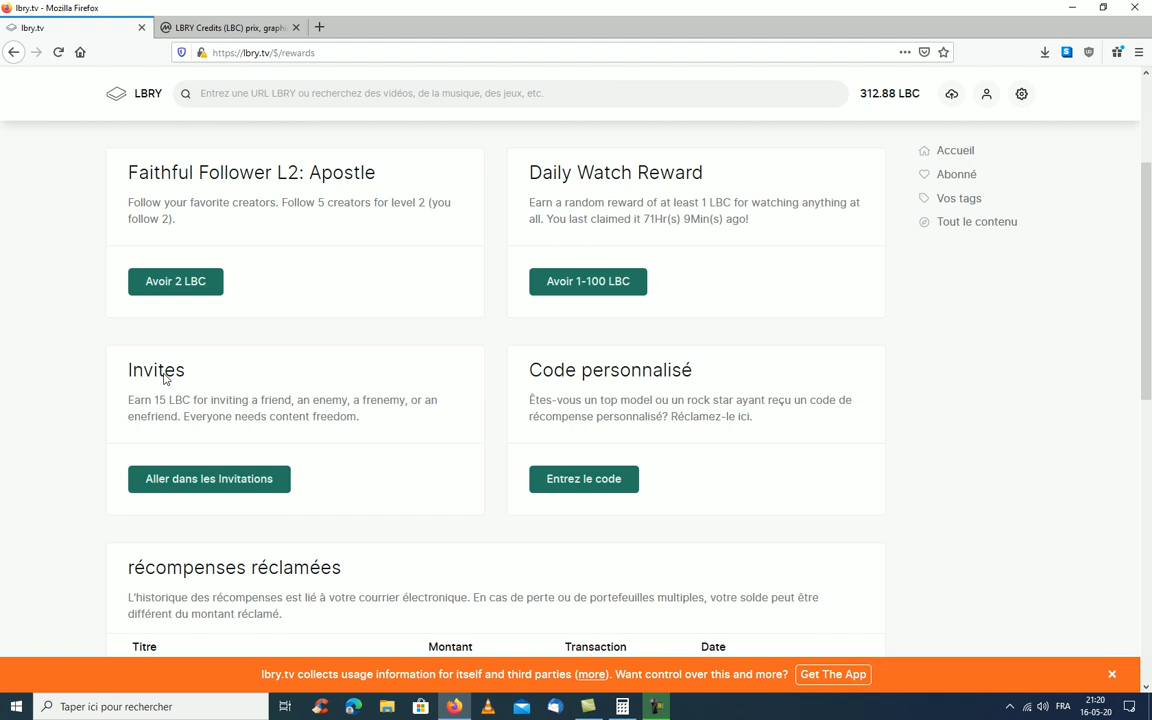 lbry.tv - Mozilla Firefox
lbry.tv
LBRY Credits (LBC) prix, graph
https://lbry.tv/$/rewards
LBRY
Entrez une URL LBRY ou recherchez des vidéos, de la musique, des jeux, etc.
312.88 LBC
Faithful Follower L2: Apostle
Follow your favorite creators. Follow 5 creators for level 2 (you
follow 2).
Avoir 2 LBC
Daily Watch Reward
Earn a random reward of at least 1 LBC for watching anything at
all. You last claimed it 71Hr(s) 9Min(s) ago!
Avoir 1-100 LBC
Accueil
Abonné
Vos tags
Tout le contenu
Invites
Earn 15 LBC for inviting a friend, an enemy, a frenemy, or an
enefriend. Everyone needs content freedom.
Aller dans les Invitations
Code personnalisé
Êtes-vous un top model ou un rock star ayant reçu un code de
récompense personnalisé? Réclamez-le ici.
Entrez le code
récompenses réclamées
L'historique des récompenses est lié à votre courrier électronique. En cas de perte ou de portefeuilles multiples, votre solde peut être
différent du montant réclamé.
Titre Montant Transaction Date
lbry.tv collects usage information for itself and third parties (more). Want control over this and more? Get The App
Taper ici pour rechercher
FRA
21:20
16-05-20